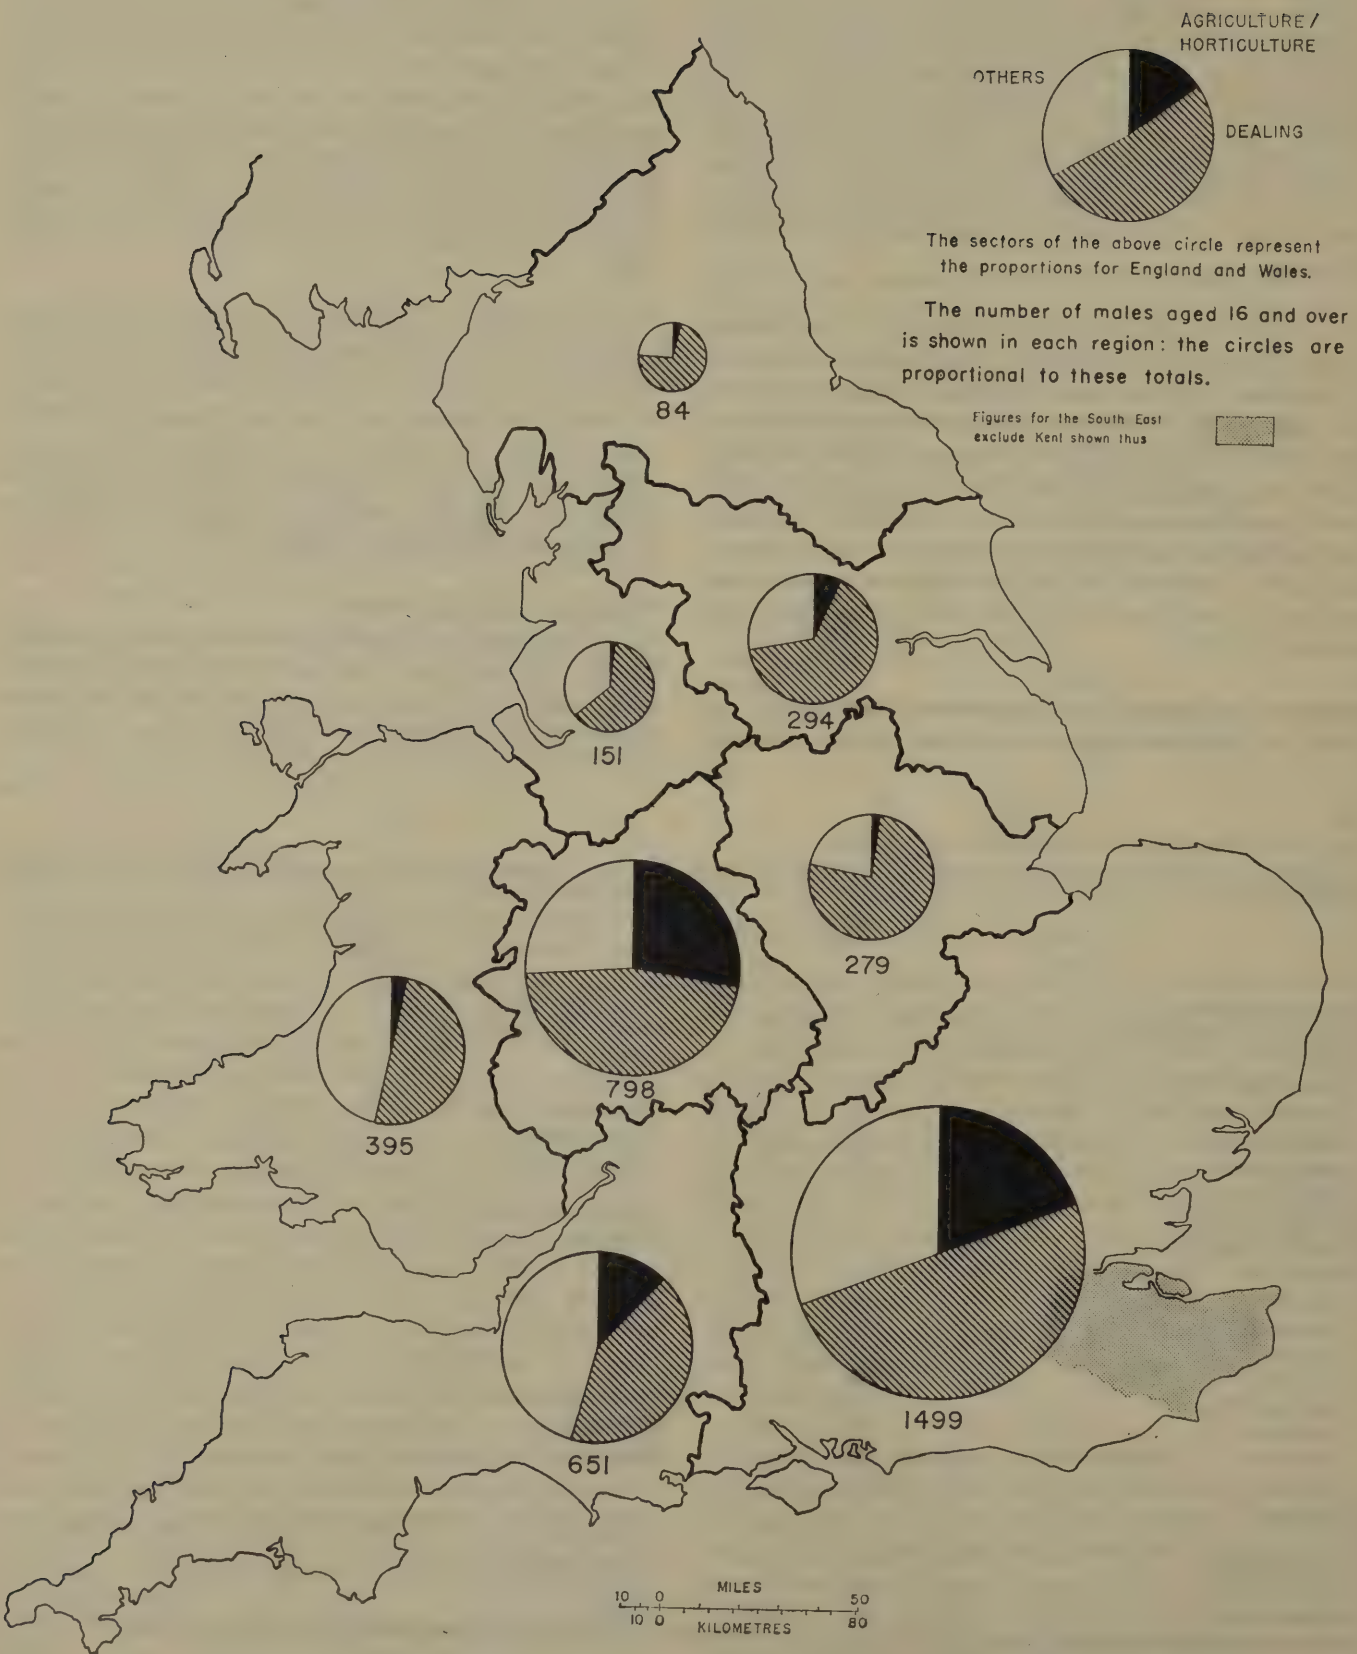 AGRICULTURE /
HORTICULTURE
OTHERS
DEALING
The sectors of the above circle represent
the proportions for England and Wales.
The number of males aged 16 and over
is shown in each region: the circles are
proportional to these totals.
Figures for the South East
exclude Kent shown thus
84
294
151
279
798
395
1499
651
MILES
10 0 50
10 0 80
KILOMETRES